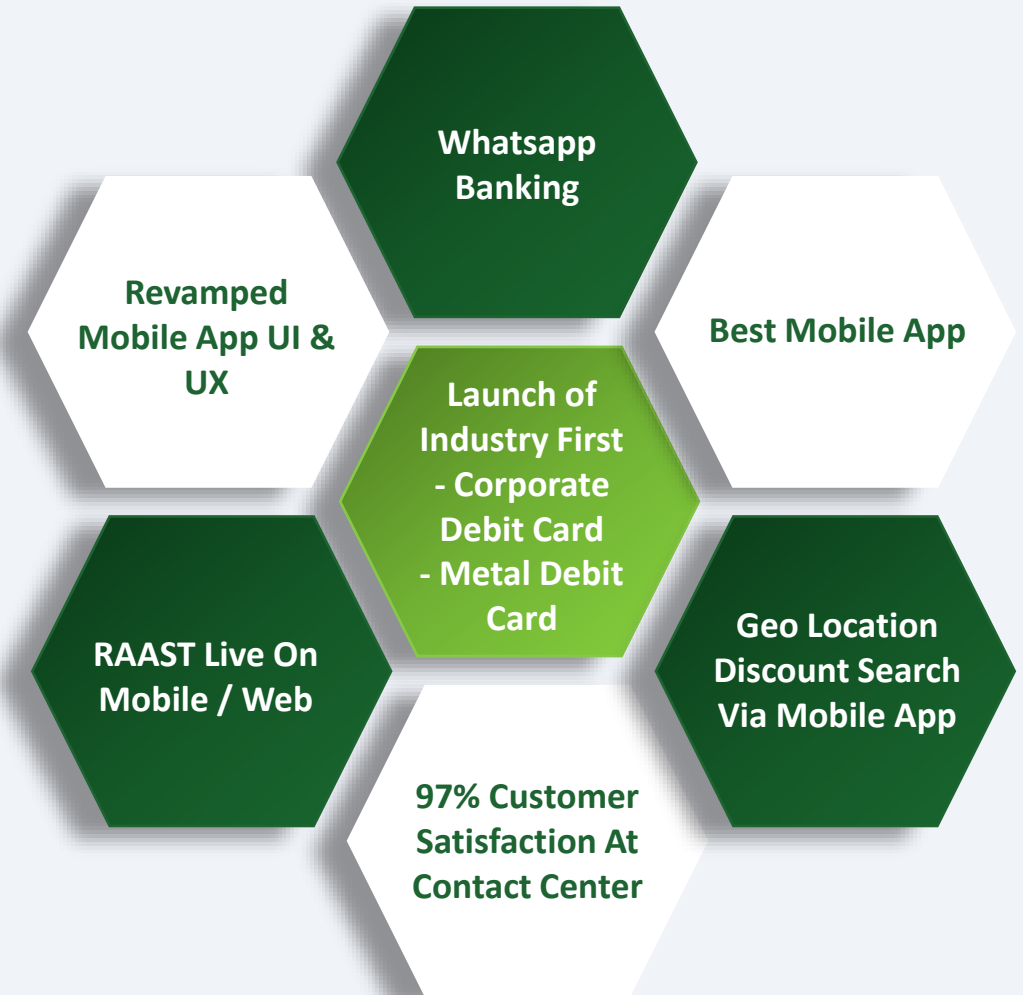 Whatsapp
Banking
Revamped
Mobile App UI &
UX
Best Mobile App
Launch of
Industry First
- Corporate
Debit Card
- Metal Debit
Card
RAAST Live On
Mobile / Web
Geo Location
Discount Search
Via Mobile App
97% Customer
Satisfaction At
Contact Center